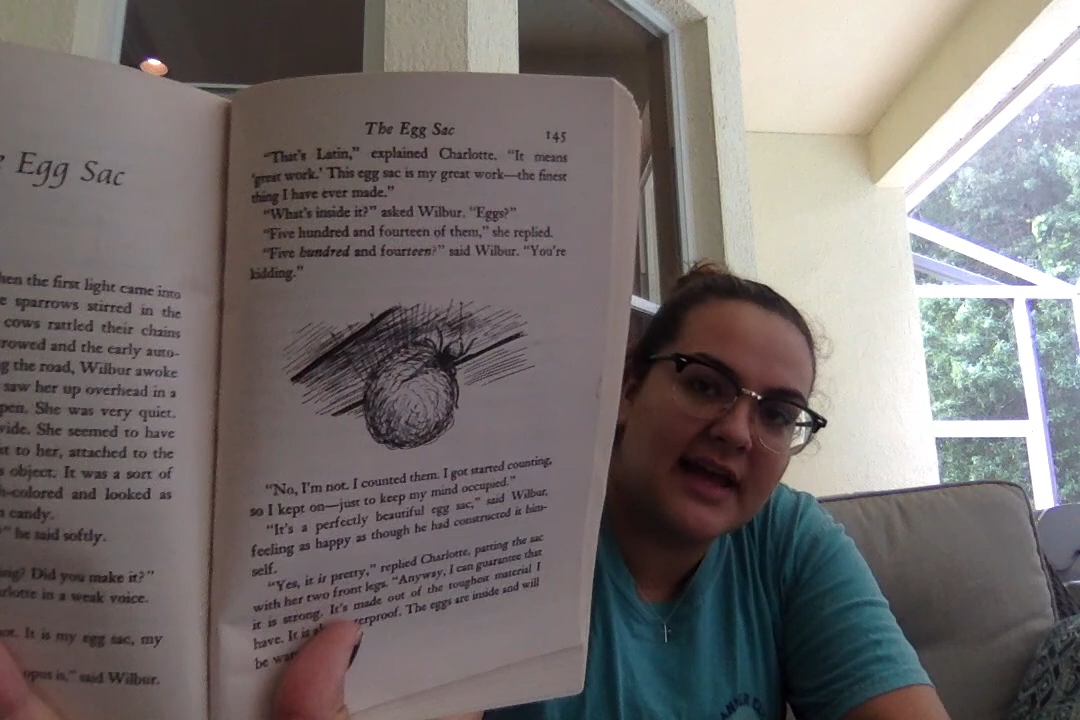 Egg Sac
hen the first light came into
sparrows stirred in the
cows rattled their chains
rowed and the early auto-
the road, Wilbur awoke
saw her up overhead in a
pen. She was very quiet.
vide. She seemed to have
st to her, attached to the
object. It was a sort of
h-colored and looked as
candy.
he said softly.
ing? Did you make it?"
rlotte in a weak voice.
ot. It is my egg sac, my
opus is," said Wilbur.
The Egg Sac 145
"That's Latin," explained Charlotte. "It means
'great work.' This egg sac is my great work—the finest
thing I have ever made."
"What's inside it?" asked Wilbur. "Eggs?"
"Five hundred and fourteen of them," she replied.
"Five hundred and fourteen?" said Wilbur. "You're
kidding."
"No, I'm not. I counted them. I got started counting,
so I kept on—just to keep my mind occupied."
"It's a perfectly beautiful egg sac," said Wilbur,
feeling as happy as though he had constructed it him-
self.
"Yes, it is pretty," replied Charlotte, patting the sac
with her two front legs. "Anyway, I can guarantee that
it is strong. It's made out of the toughest material I
have. It is terproof. The eggs are inside and will
be